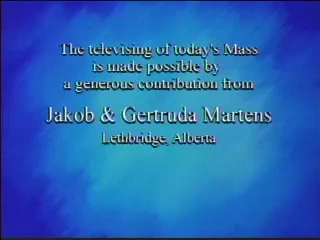 The televising of today's Mass
is made possible by
a generous contribution from
Jakob & Gertruda Martens
Lethbridge, Alberta